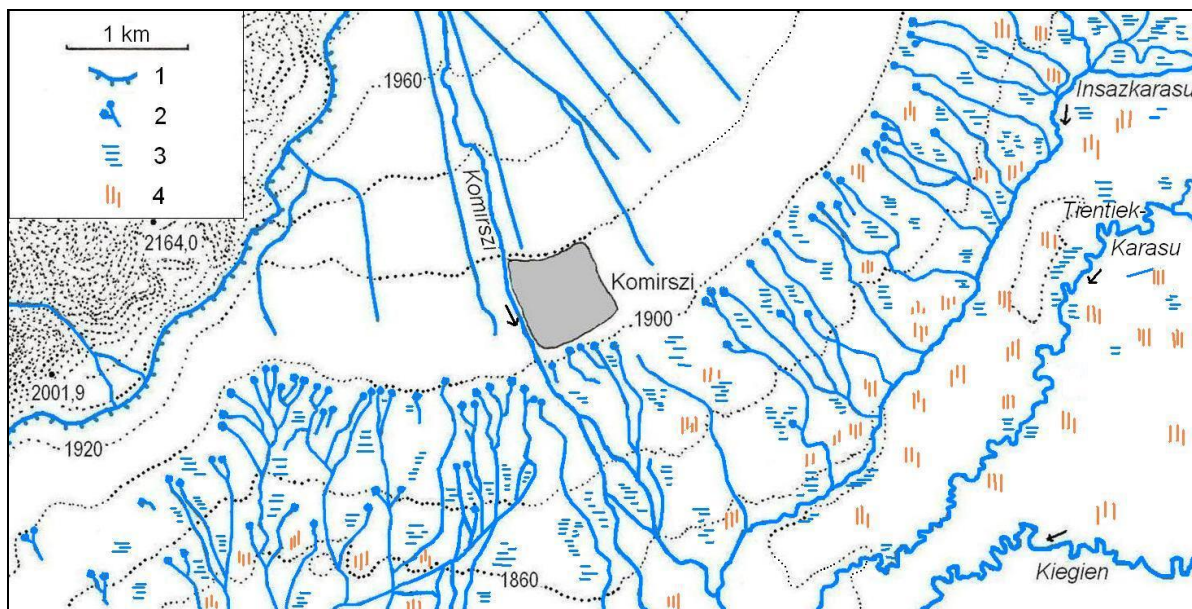 1 km
1
2
3
4
1960
Insazkarasu
Komirszi
Trentiek-
Karasu
2164,0
Komirszi
1900
2001,9
1920
1860
Kiegien